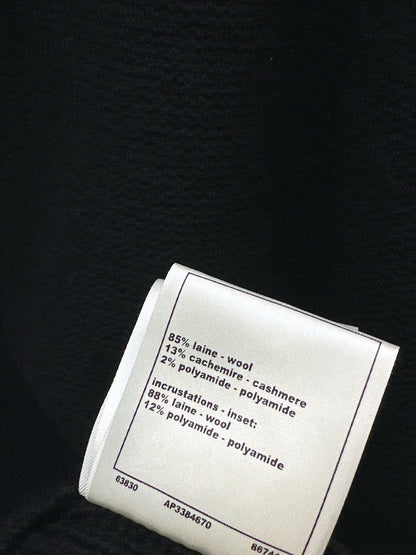 85% laine - wool
13% cachemire - cashmere
2% polyamide - polyamide
incrustations - inset:
88% laine - wool
12% polyamide - polyamide
63830 AP3384670